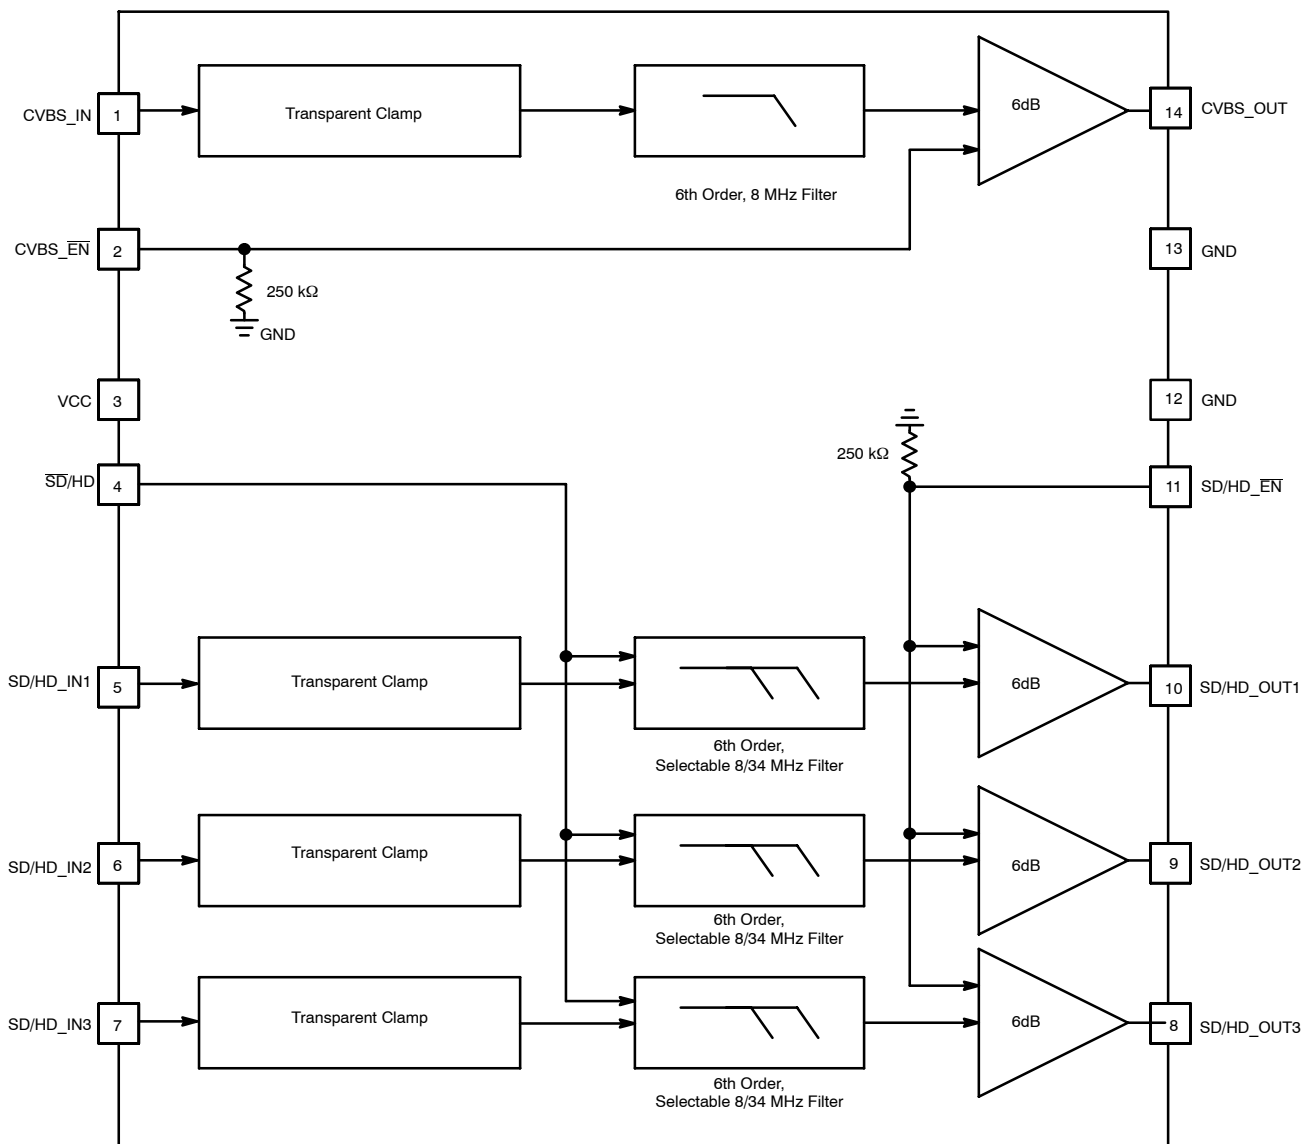 CVBS_IN
1
Transparent Clamp
6th Order, 8 MHz Filter
6dB
14
CVBS_OUT
CVBS_EN
2
250 kΩ
GND
13
GND
VCC
3
12
GND
SD/HD
4
250 kΩ
11
SD/HD_EN
SD/HD_IN1
5
Transparent Clamp
6th Order,
Selectable 8/34 MHz Filter
6dB
10
SD/HD_OUT1
SD/HD_IN2
6
Transparent Clamp
6th Order,
Selectable 8/34 MHz Filter
6dB
9
SD/HD_OUT2
SD/HD_IN3
7
Transparent Clamp
6th Order,
Selectable 8/34 MHz Filter
6dB
8
SD/HD_OUT3